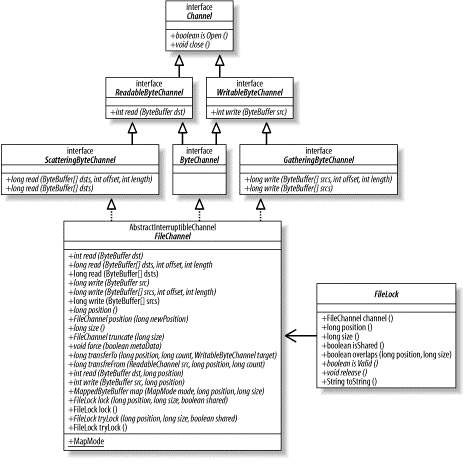 interface
Channel
+boolean is Open ()
+void close ()
interface
ReadableByteChannel
+int read (ByteBuffer dst)
interface
WritableByteChannel
+int write (ByteBuffer src)
interface
ScatteringByteChannel
+long read (ByteBuffer[] dsts, int offset, int length)
+long read (ByteBuffer[] dsts)
interface
ByteChannel
interface
GatheringByteChannel
+long write (ByteBuffer[] srcs, int offset, int length)
+long write (ByteBuffer[] srcs)
AbstractInterruptibleChannel
FileChannel
+int read (ByteBuffer dst)
+long read (ByteBuffer[] dsts, int offset, int length
+long read (ByteBuffer[] dsts)
+long write (ByteBuffer src)
+long write (ByteBuffer[] srcs, int offset, int length)
+long write (ByteBuffer[] srcs)
+long position ()
+FileChannel position (long newPosition)
+long size ()
+FileChannel truncate (long size)
+void force (boolean metaData)
+long transferTo (long position, long count, WritableByteChannel target)
+long transfreFrom (ReadableChannel src, long position, long count)
+int read (ByteBuffer dst, long position)
+int write (ByteBuffer src, long position)
+MappedByteBuffer map (MapMode mode, long position, long size)
+FileLock lock (long position, long size, boolean shared)
+FileLock lock ()
+FileLock tryLock (long position, long size, boolean shared)
+FileLock tryLock ()
+MapMode
FileLock
+FileChannel channel ()
+long position ()
+long size ()
+boolean isShared ()
+boolean overlaps (long position, long size)
+boolean is Valid ()
+void release ()
+String toString ()